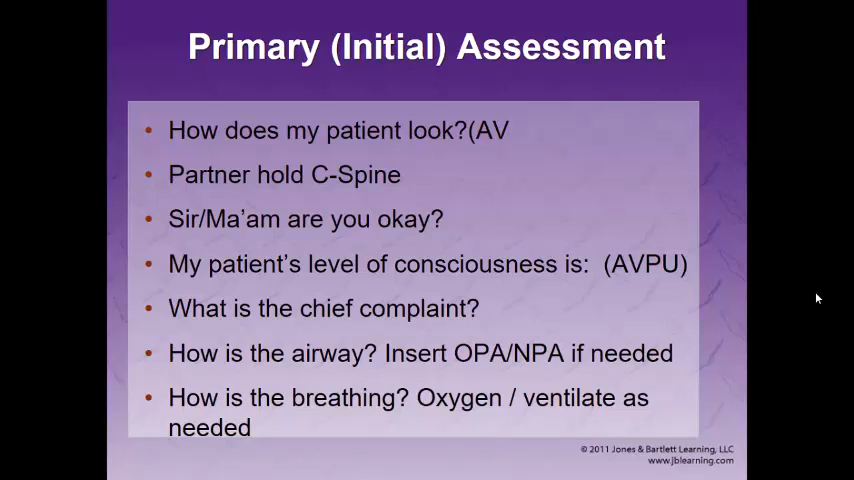 Primary (Initial) Assessment
• How does my patient look?(AV
• Partner hold C-Spine
• Sir/Ma’am are you okay?
• My patient’s level of consciousness is:  (AVPU)
• What is the chief complaint?
• How is the airway? Insert OPA/NPA if needed
• How is the breathing? Oxygen / ventilate as
needed
© 2011 Jones & Bartlett Learning, LLC
www.jblearning.com